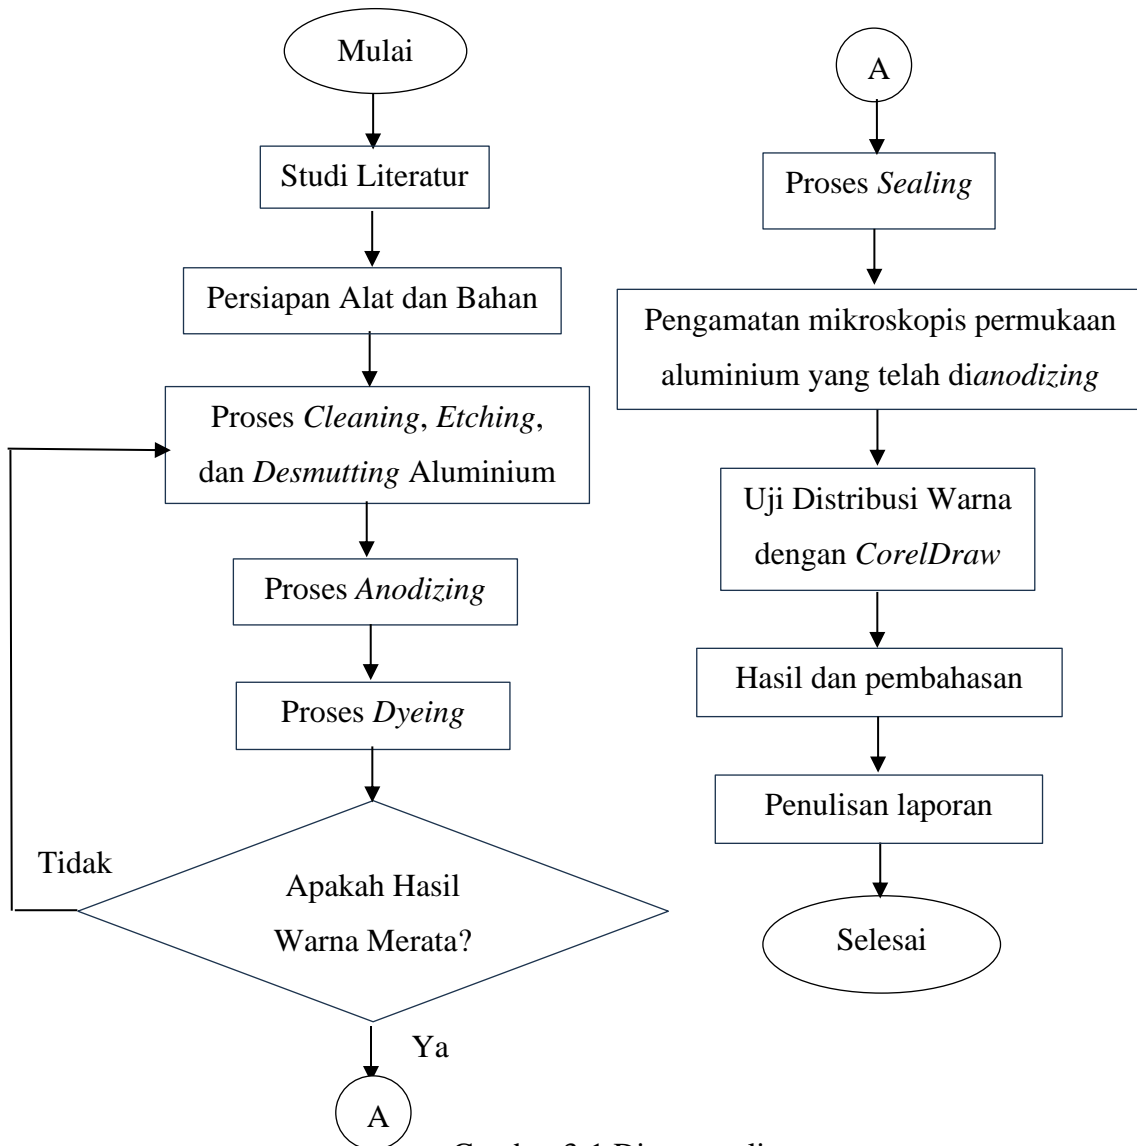 Mulai
Studi Literatur
Persiapan Alat dan Bahan
Proses Cleaning, Etching,
dan Desmutting Aluminium
Proses Anodizing
Proses Dyeing
Tidak
Apakah Hasil
Warna Merata?
Ya
A
A
Proses Sealing
Pengamatan mikroskopis permukaan
aluminium yang telah dianodizing
Uji Distribusi Warna
dengan CorelDraw
Hasil dan pembahasan
Penulisan laporan
Selesai
3.1